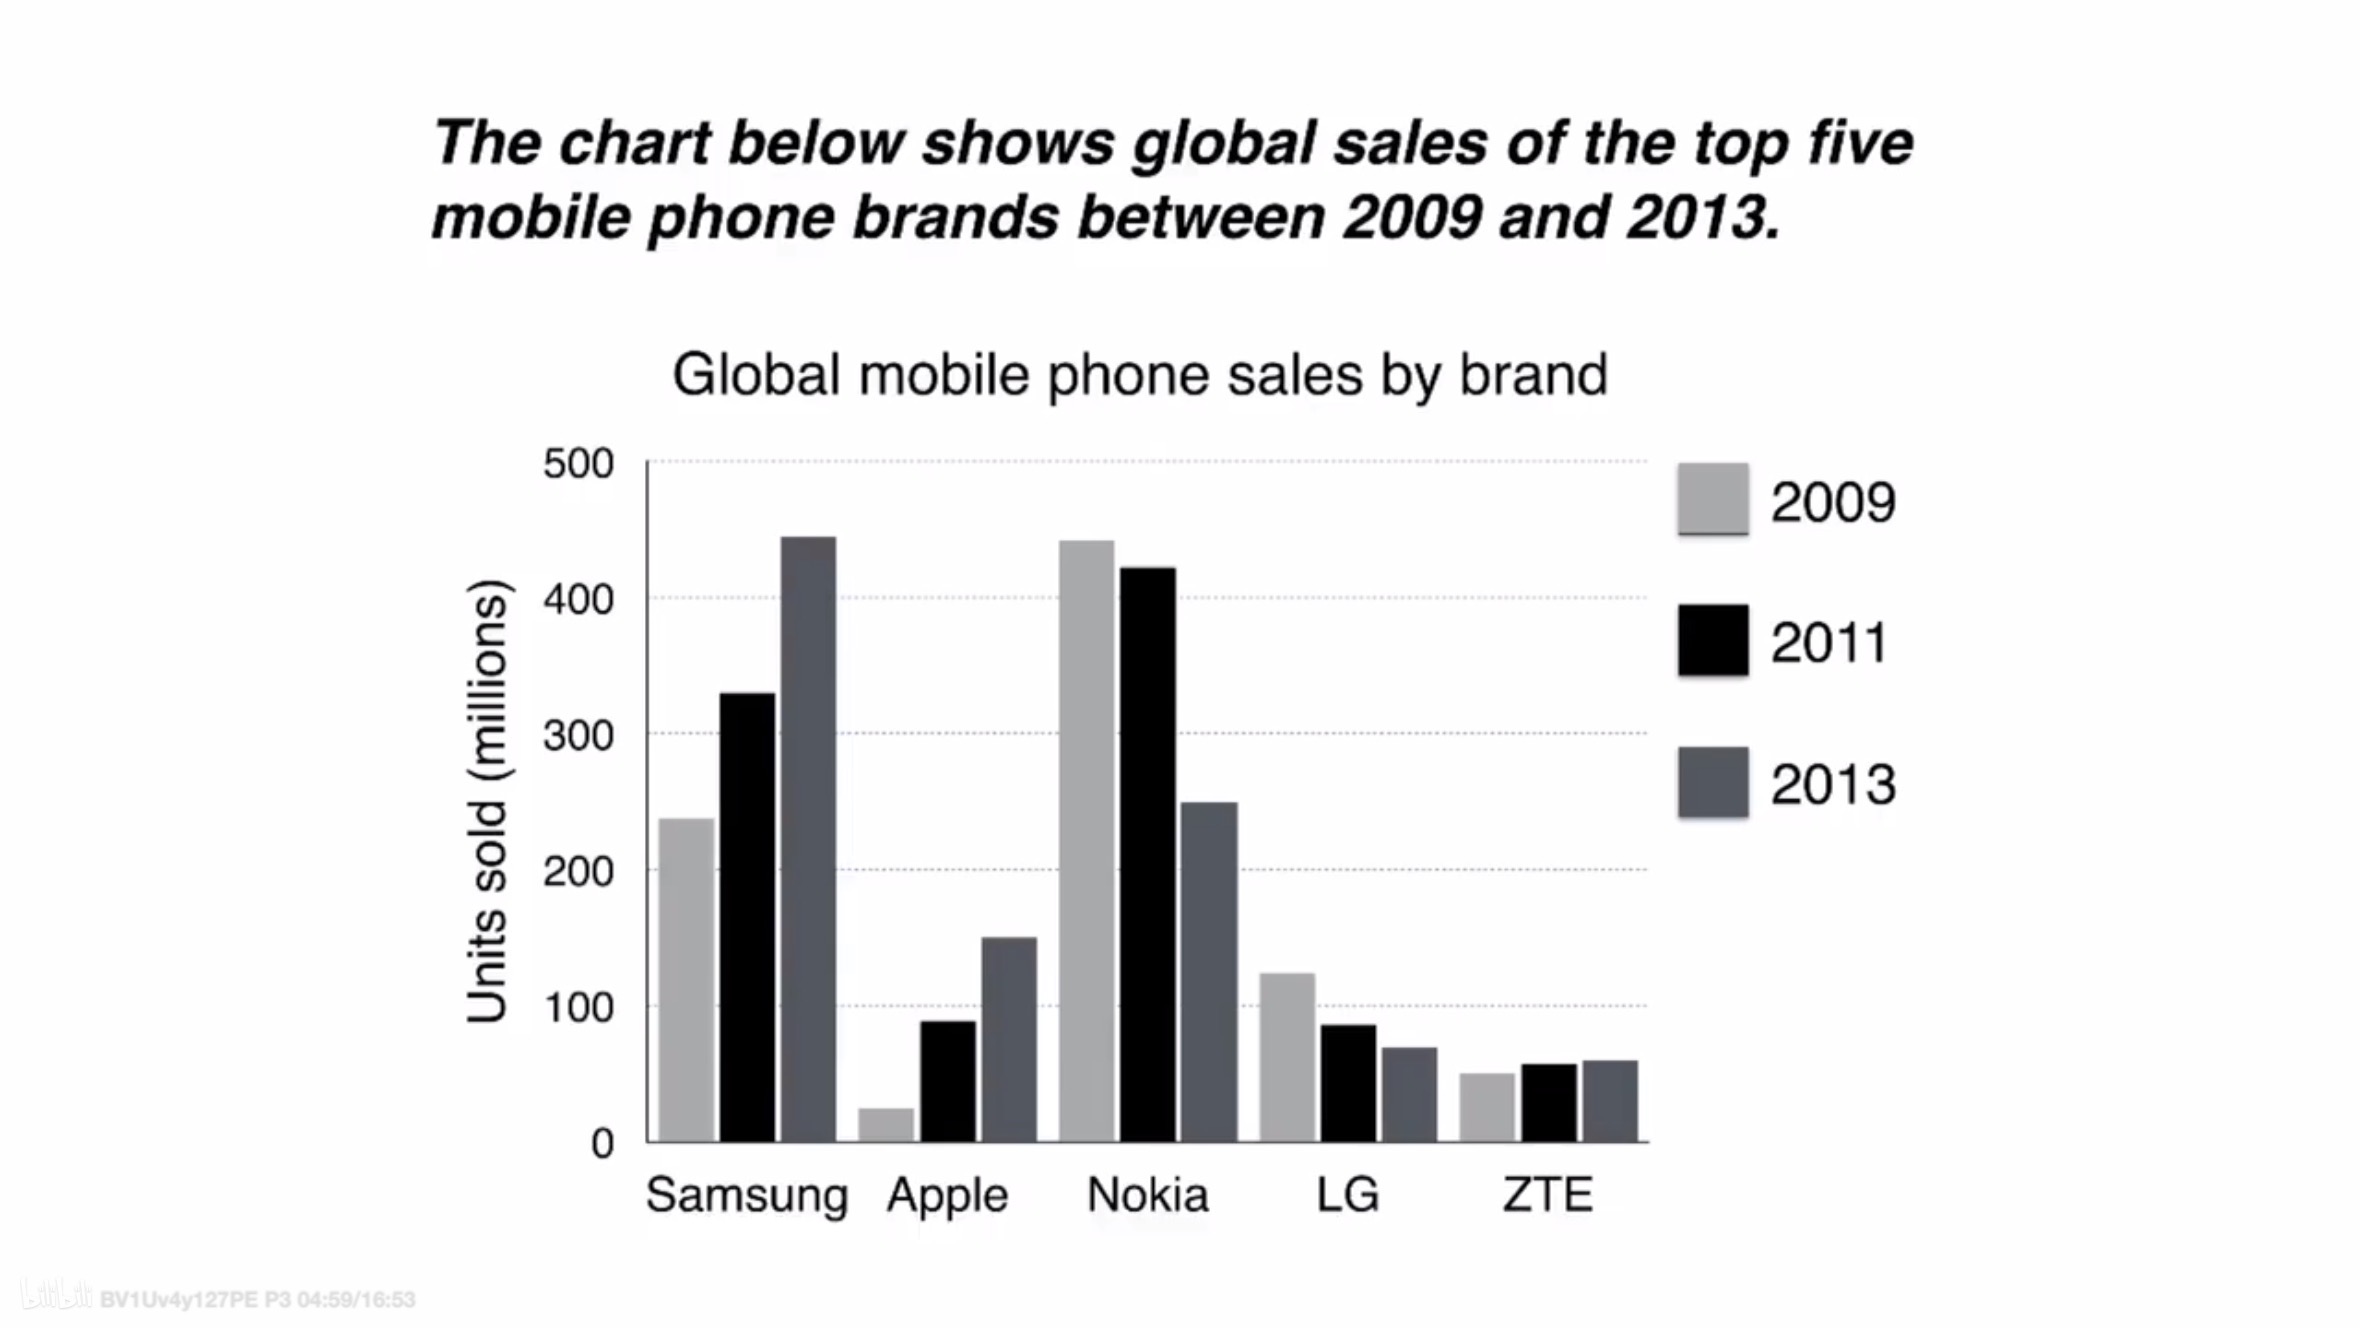 The chart below shows global sales of the top five
mobile phone brands between 2009 and 2013.
Global mobile phone sales by brand
Units sold (millions)
500
400
300
200
100
0
Samsung
Apple
Nokia
LG
ZTE
2009
2011
2013
bilibili BV1Uv4y127PE P3 04:59/16:53